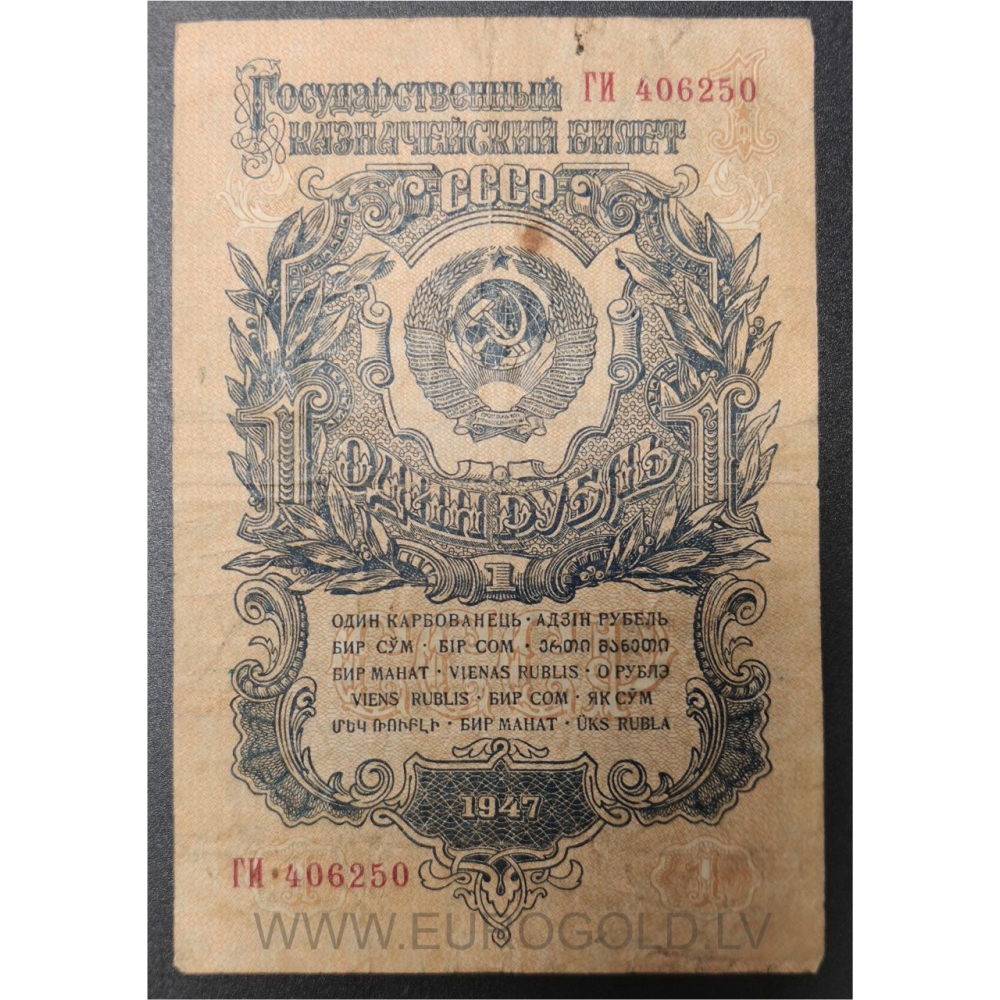 Государственный ГИ 406250
казначейский билет
СССР
1 1
ОДИН РУБЛЬ
1
ОДИН КАРБОВАНЕЦЬ · АДЗІН РУБЕЛЬ
БИР СЎМ · БІР СОМ · ერთი მანეთი
БИР МАНАТ · VIENAS RUBLIS · О РУБЛЭ
VIENS RUBLIS · БИР СОМ · ЯК СӮМ
ՄԵԿ ՌՈՒԲԼԻ · БИР МАНАТ · ÜKS RUBLA
1947
ГИ 406250
1
WWW.EUROGOLD.LV